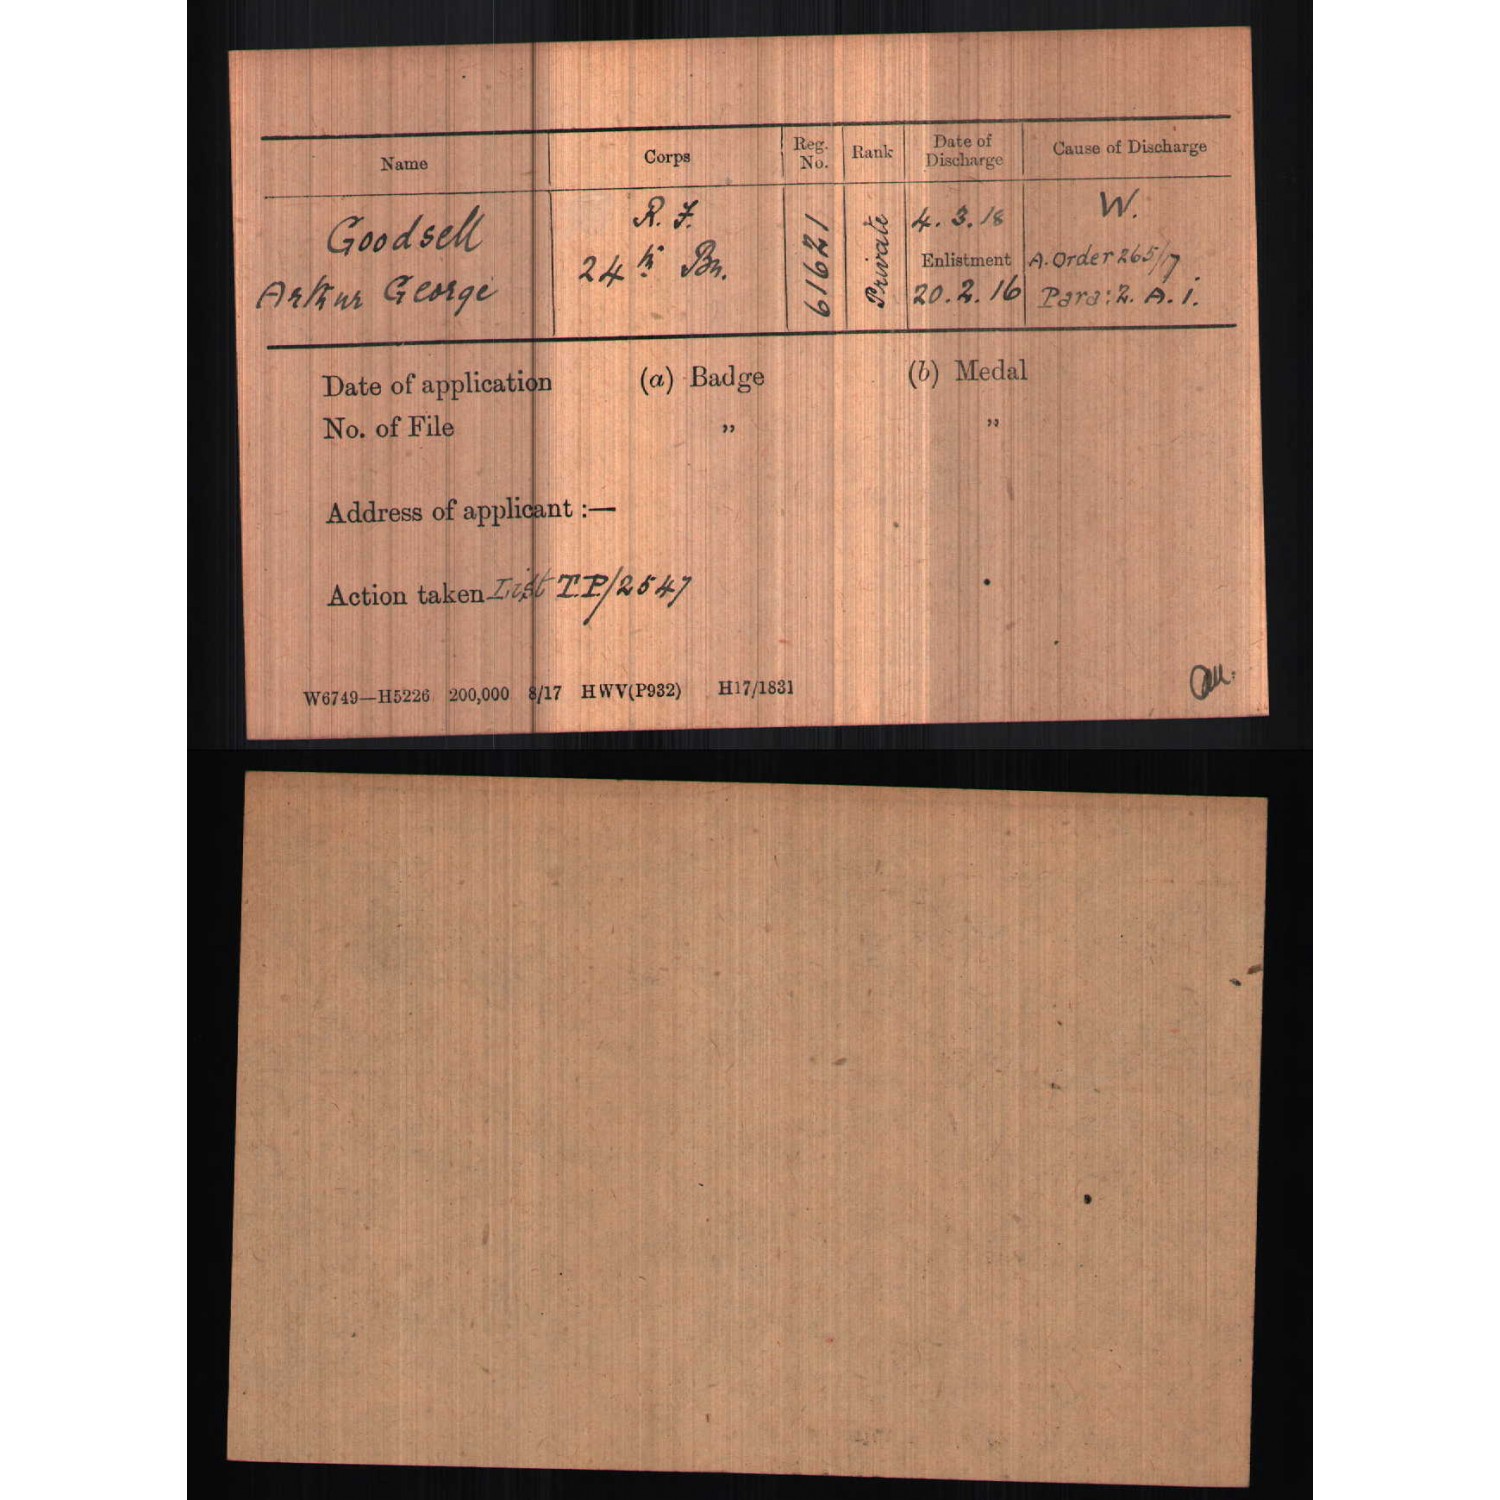 Name Corps Reg. No. Rank Date of Discharge Cause of Discharge
Goodsell
Arthur George
R. F.
24th Bn.
61621
Private
4. 3. 18
Enlistment
20. 2. 16
W.
A. Order 265/7
Para: 2. A. i.
Date of application (a) Badge (b) Medal
No. of File " "
Address of applicant :—
Action taken List T.P/2547
W6749—H5226 200,000 8/17 HWV(P932) H17/1831